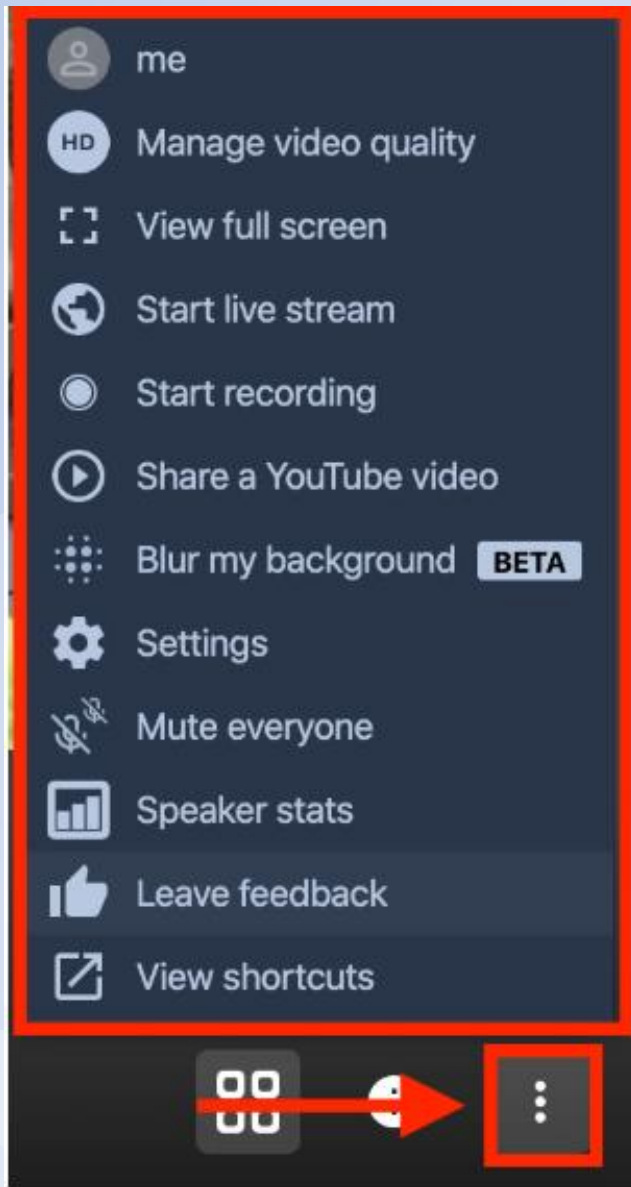 me
HD Manage video quality
View full screen
Start live stream
Start recording
Share a YouTube video
Blur my background BETA
Settings
Mute everyone
Speaker stats
Leave feedback
View shortcuts